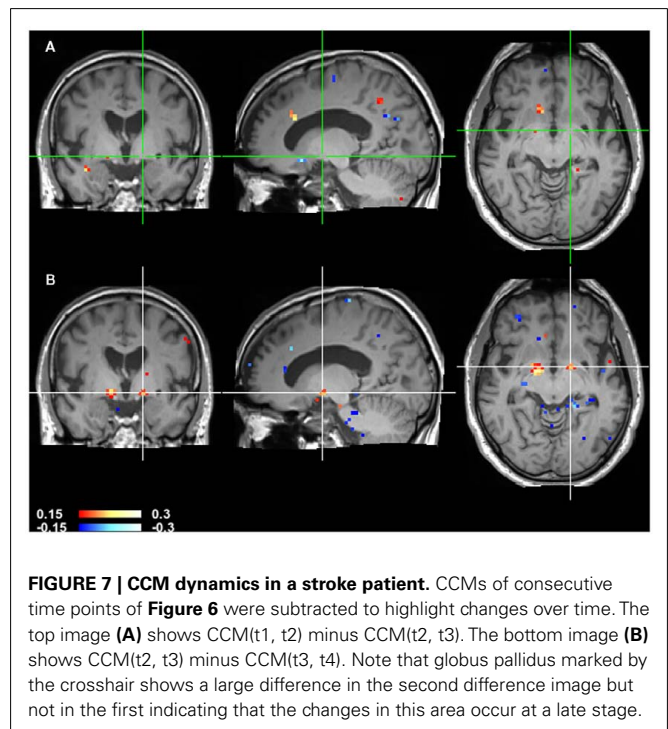 A
B
0.15 0.3
-0.15 -0.3
FIGURE 7 | CCM dynamics in a stroke patient. CCMs of consecutive
time points of Figure 6 were subtracted to highlight changes over time. The
top image (A) shows CCM(t1, t2) minus CCM(t2, t3). The bottom image (B)
shows CCM(t2, t3) minus CCM(t3, t4). Note that globus pallidus marked by
the crosshair shows a large difference in the second difference image but
not in the first indicating that the changes in this area occur at a late stage.